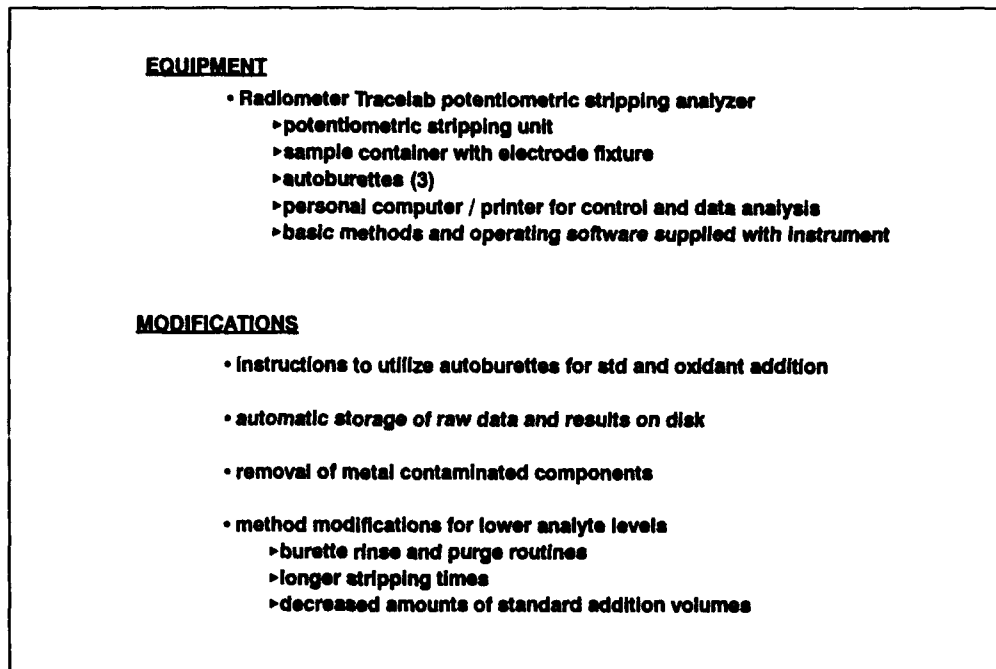 EQUIPMENT
• Radiometer Tracelab potentiometric stripping analyzer
▸potentiometric stripping unit
▸sample container with electrode fixture
▸autoburettes (3)
▸personal computer / printer for control and data analysis
▸basic methods and operating software supplied with instrument
MODIFICATIONS
• instructions to utilize autoburettes for std and oxidant addition
• automatic storage of raw data and results on disk
• removal of metal contaminated components
• method modifications for lower analyte levels
▸burette rinse and purge routines
▸longer stripping times
▸decreased amounts of standard addition volumes